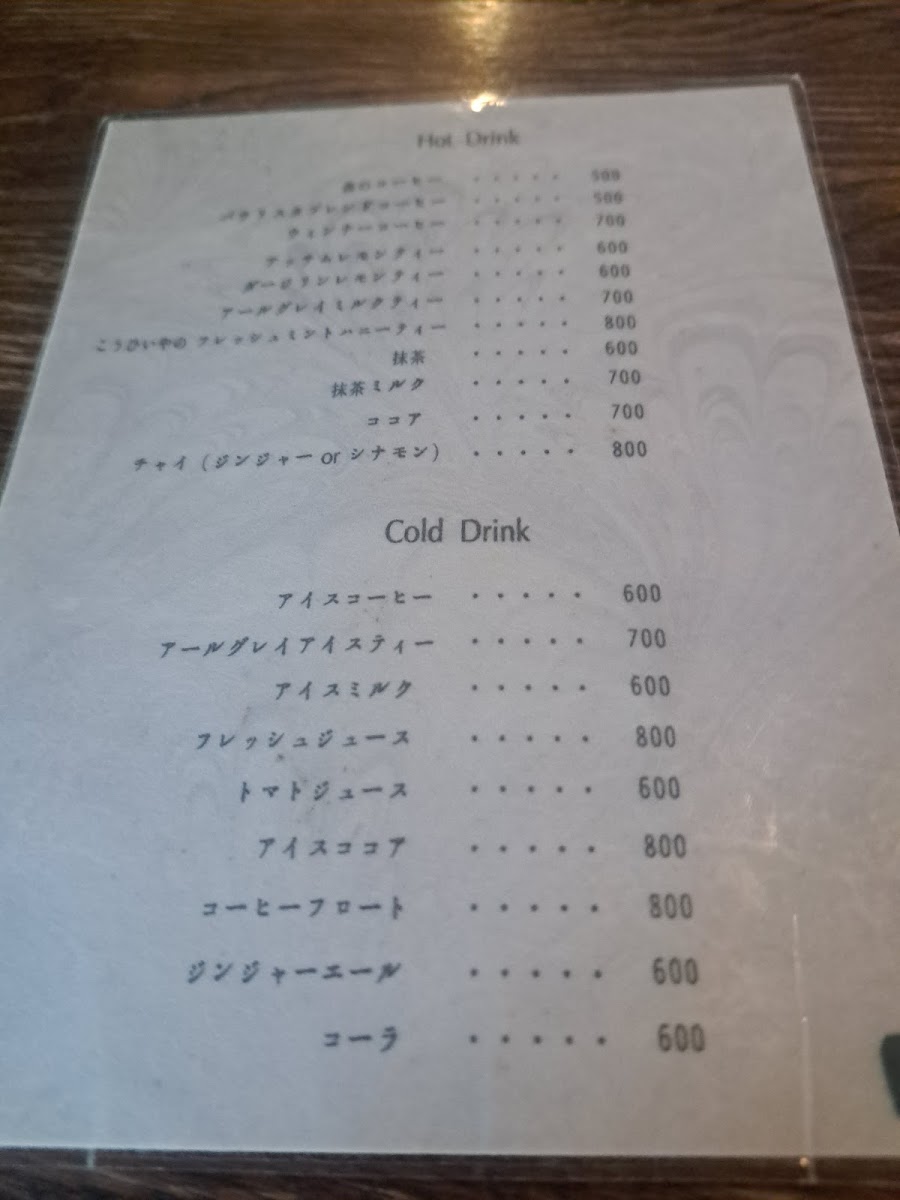 Hot Drink
のコーヒー ・・・・・ 500
パウリスタブレンドコーヒー ・・・・・ 500
ウィンナーコーヒー ・・・・・ 700
アッサムレモンティー ・・・・・ 600
ダージリンレモンティー ・・・・・ 600
アールグレイミルクティー ・・・・・ 700
こうひいやの フレッシュミントハニーティー ・・・・・ 800
抹茶 ・・・・・ 600
抹茶ミルク ・・・・・ 700
ココア ・・・・・ 700
チャイ（ジンジャー or シナモン） ・・・・・ 800
Cold Drink
アイスコーヒー ・・・・・ 600
アールグレイアイスティー ・・・・・ 700
アイスミルク ・・・・・ 600
フレッシュジュース ・・・・・ 800
トマトジュース ・・・・・ 600
アイスココア ・・・・・ 800
コーヒーフロート ・・・・・ 800
ジンジャーエール ・・・・・ 600
コーラ ・・・・・ 600